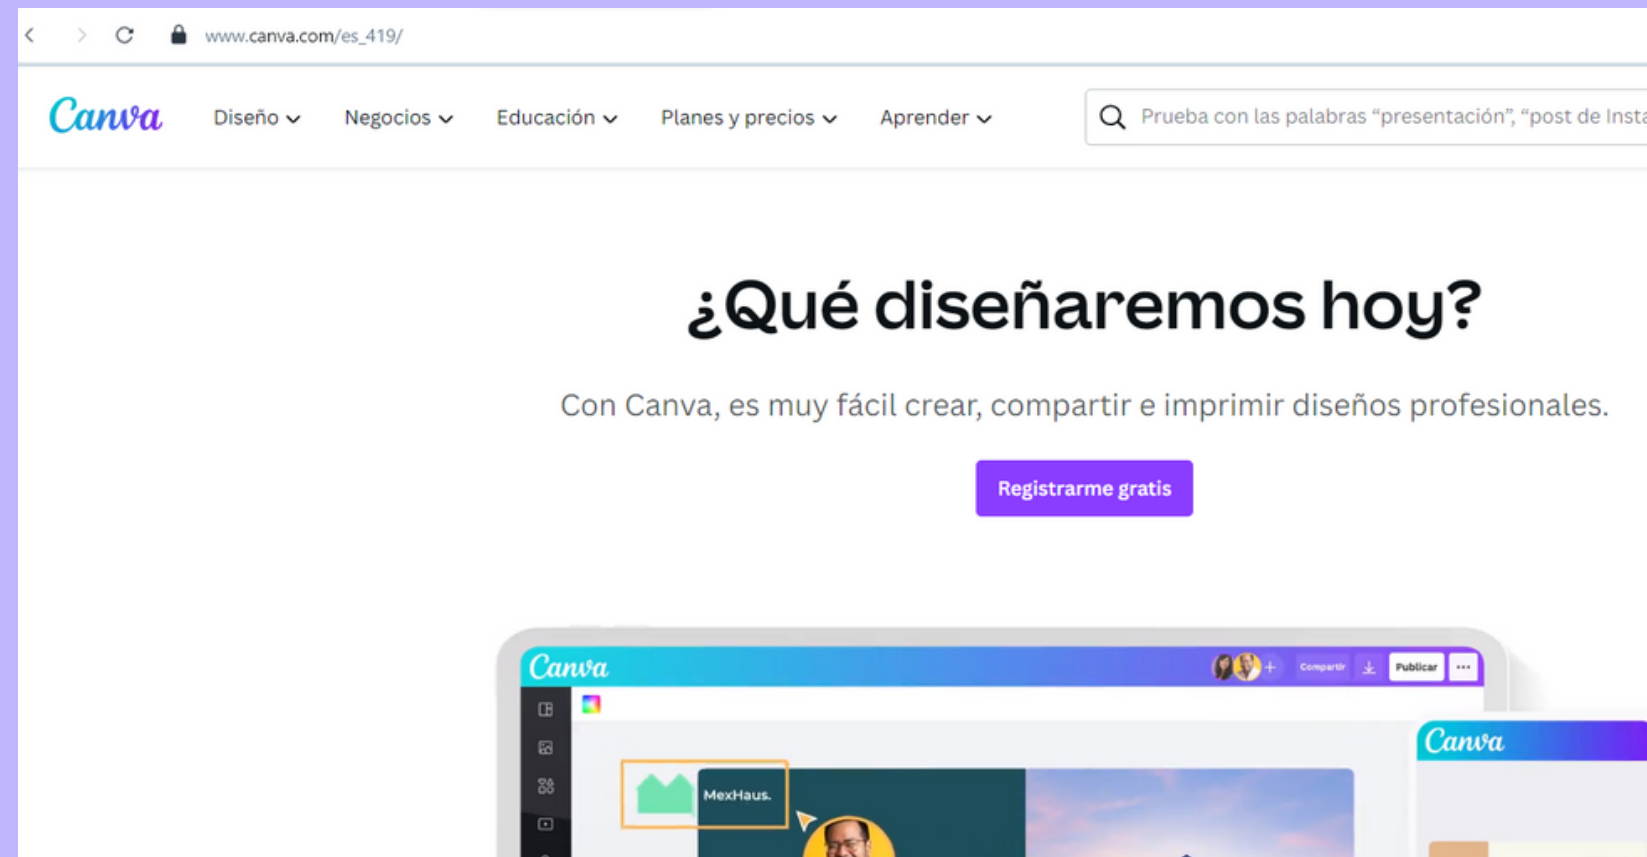 www.canva.com/es_419/
Canva Diseño Negocios Educación Planes y precios Aprender Prueba con las palabras “presentación”, “post de
¿Qué diseñaremos hoy?
Con Canva, es muy fácil crear, compartir e imprimir diseños profesionales.
Registrarme gratis
Canva Compartir Publicar
Canva
MexHaus.